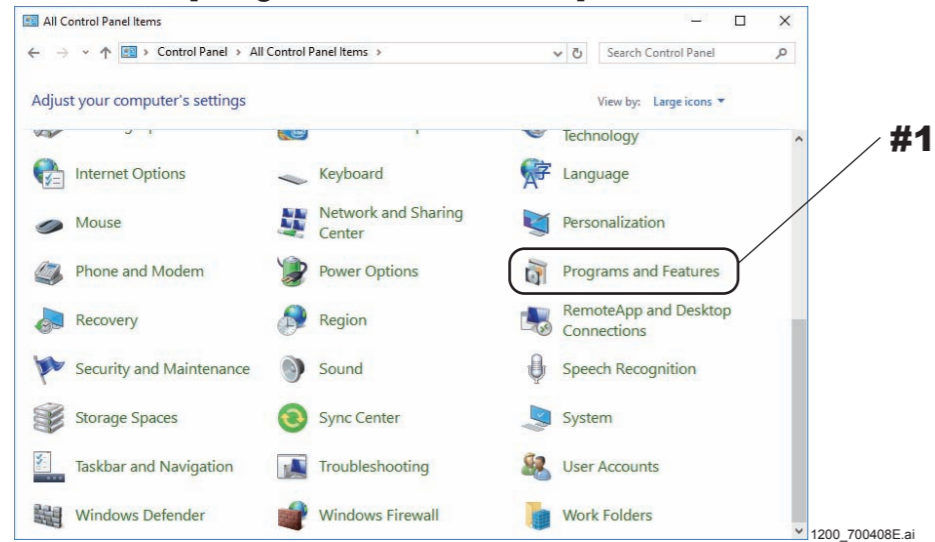 All Control Panel Items
Control Panel > All Control Panel Items >
Search Control Panel
Adjust your computer's settings
View by: Large icons
Technology
#1
Internet Options
Keyboard
Language
Mouse
Network and Sharing
Center
Personalization
Phone and Modem
Power Options
Programs and Features
Recovery
Region
RemoteApp and Desktop
Connections
Security and Maintenance
Sound
Speech Recognition
Storage Spaces
Sync Center
System
Taskbar and Navigation
Troubleshooting
User Accounts
Windows Defender
Windows Firewall
Work Folders
1200_700408E.ai